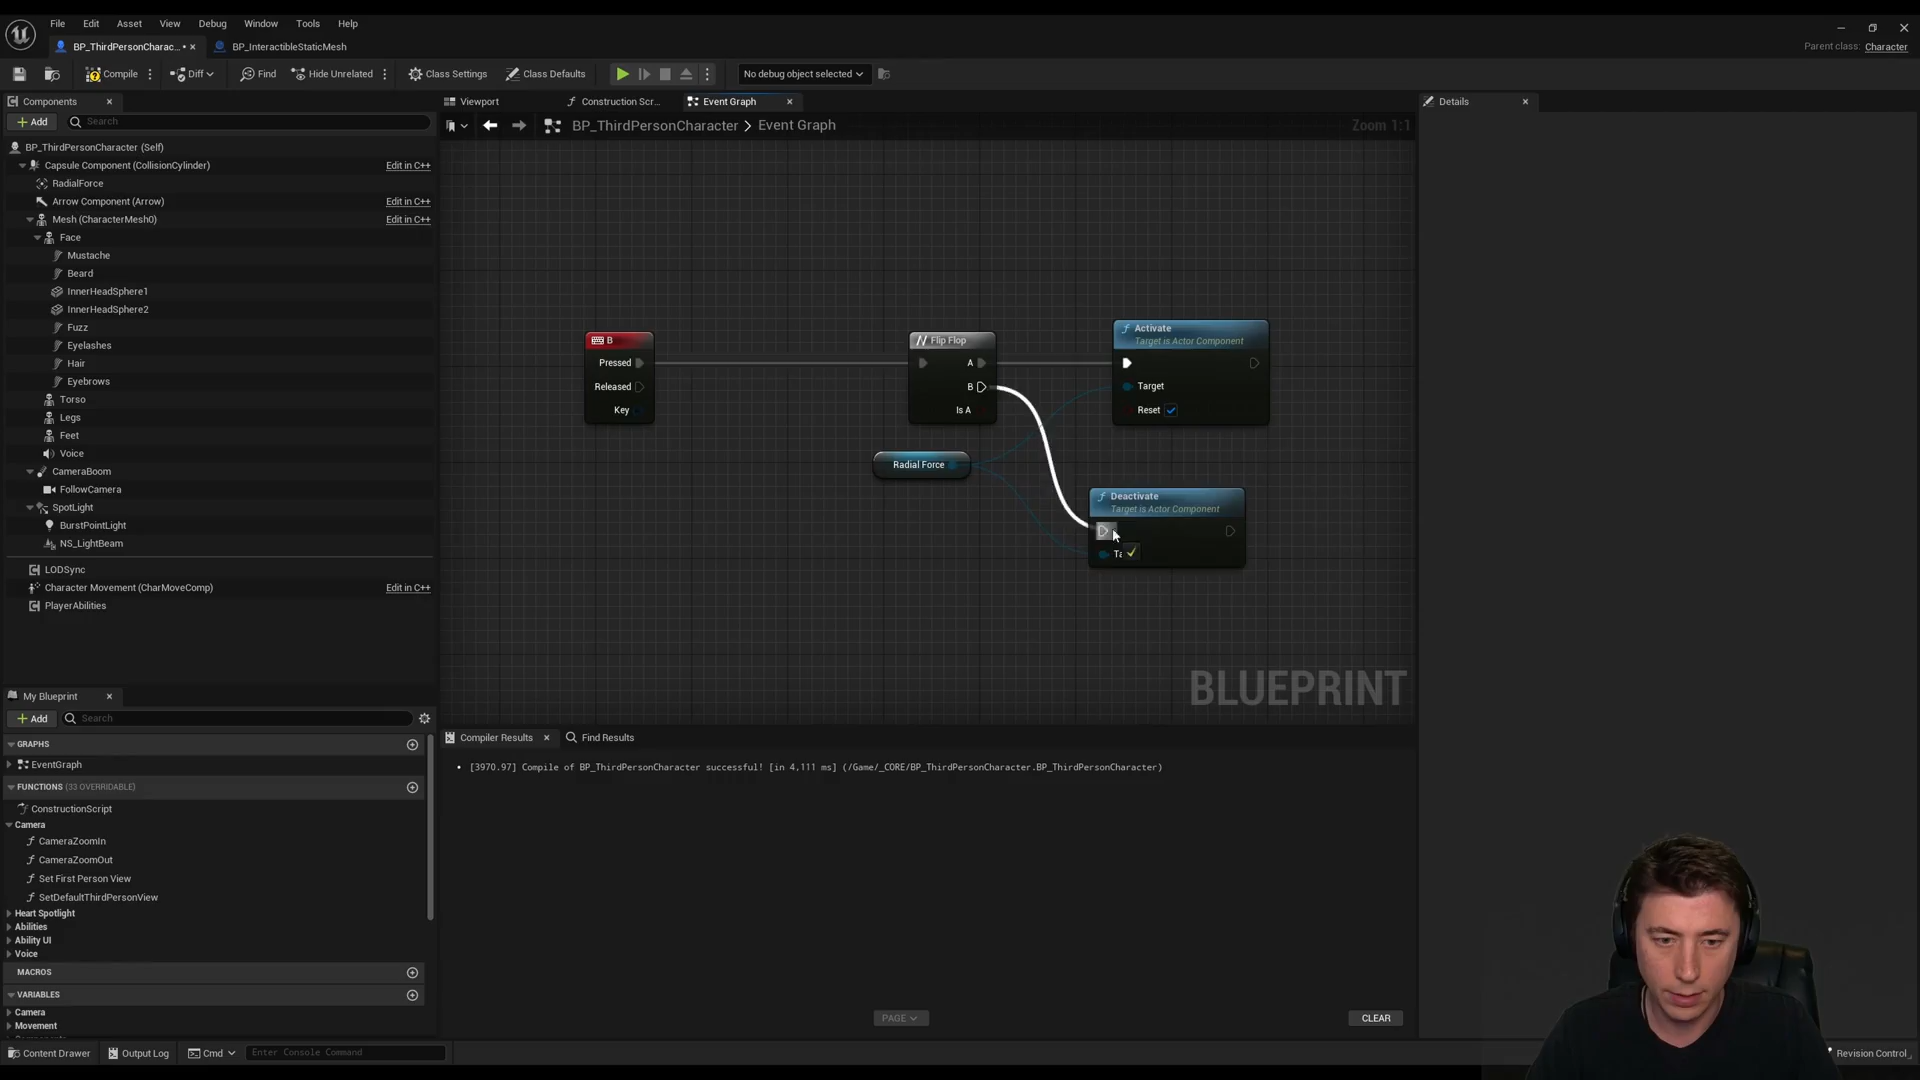 File Edit Asset View Debug Window Tools Help
BP_ThirdPersonCharac... • BP_InteractibleStaticMesh
Parent class: Character
Compile Diff Find Hide Unrelated Class Settings Class Defaults No debug object selected
Components
Add Search
BP_ThirdPersonCharacter (Self)
Capsule Component (CollisionCylinder) Edit in C++
RadialForce
Arrow Component (Arrow) Edit in C++
Mesh (CharacterMesh0) Edit in C++
Face
Mustache
Beard
InnerHeadSphere1
InnerHeadSphere2
Fuzz
Eyelashes
Hair
Eyebrows
Torso
Legs
Feet
Voice
CameraBoom
FollowCamera
SpotLight
BurstPointLight
NS_LightBeam
LODSync
Character Movement (CharMoveComp) Edit in C++
PlayerAbilities
My Blueprint
Add Search
GRAPHS
EventGraph
FUNCTIONS (33 OVERRIDABLE)
ConstructionScript
Camera
CameraZoomIn
CameraZoomOut
Set First Person View
SetDefaultThirdPersonView
Heart Spotlight
Abilities
Ability UI
Voice
MACROS
VARIABLES
Camera
Movement
Viewport Construction Scr... Event Graph
BP_ThirdPersonCharacter > Event Graph Zoom 1:1
B
Pressed
Released
Key
Flip Flop
A
B
Is A
Activate
Target is Actor Component
Target
Reset
Radial Force
Deactivate
Target is Actor Component
Ta
BLUEPRINT
Compiler Results Find Results
[3970.97] Compile of BP_ThirdPersonCharacter successful! [in 4,111 ms] (/Game/_CORE/BP_ThirdPersonCharacter.BP_ThirdPersonCharacter)
PAGE CLEAR
Details
Content Drawer Output Log Cmd Enter Console Command Revision Control